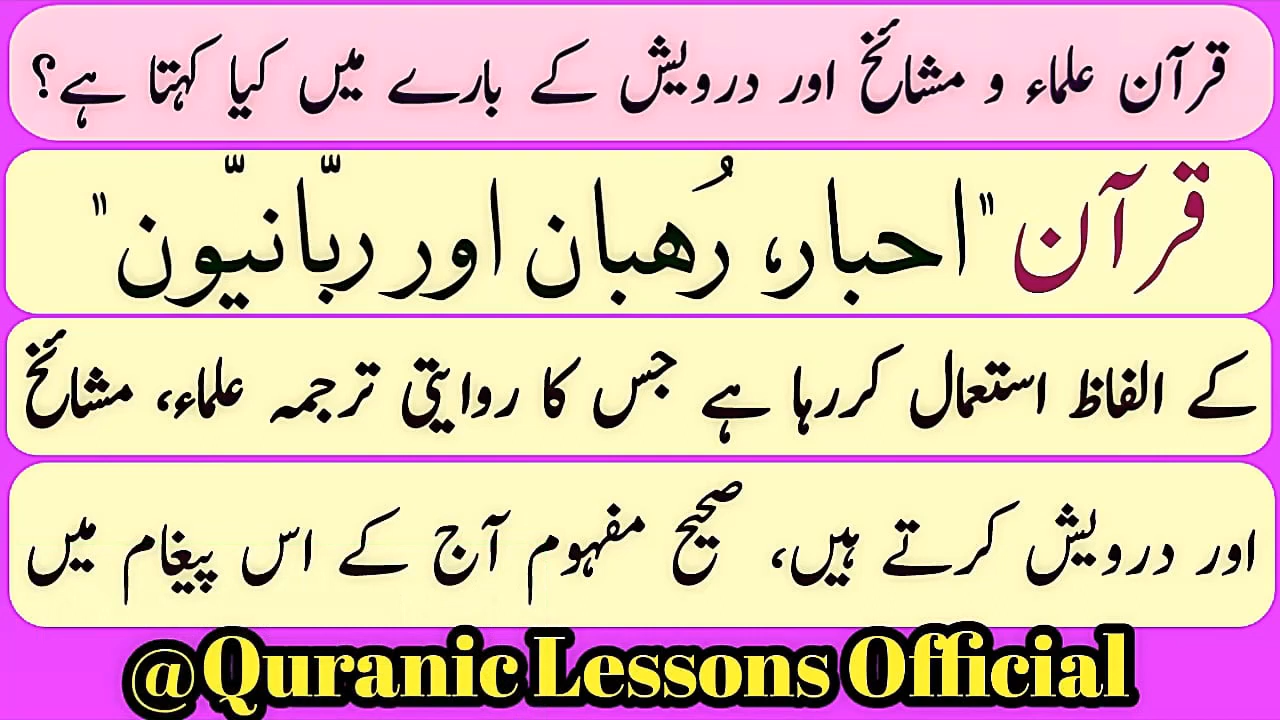 قرآن علماء و مشائخ اور درویش کے بارے میں کیا کہتا ہے؟
قرآن "احبار، رُھبان اور ربّانیّون"
کے الفاظ استعمال کررہا ہے جس کا روایتی ترجمہ علماء، مشائخ
اور درویش کرتے ہیں، صحیح مفہوم آج کے اس پیغام میں
@Quranic Lessons Official